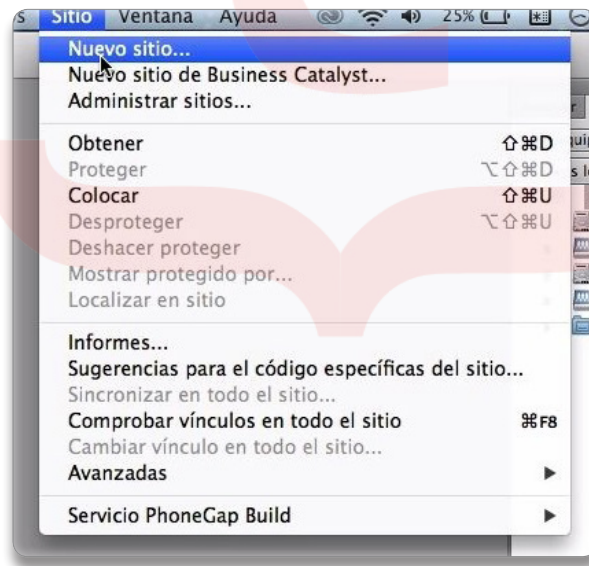 s Sitio Ventana Ayuda 25%
Nuevo sitio...
Nuevo sitio de Business Catalyst...
Administrar sitios...
Obtener ⇧⌘D
Proteger ⌥⇧⌘D
Colocar ⇧⌘U
Desproteger ⌥⇧⌘U
Deshacer proteger
Mostrar protegido por...
Localizar en sitio
Informes...
Sugerencias para el código específicas del sitio...
Sincronizar en todo el sitio...
Comprobar vínculos en todo el sitio ⌘F8
Cambiar vínculo en todo el sitio...
Avanzadas
Servicio PhoneGap Build